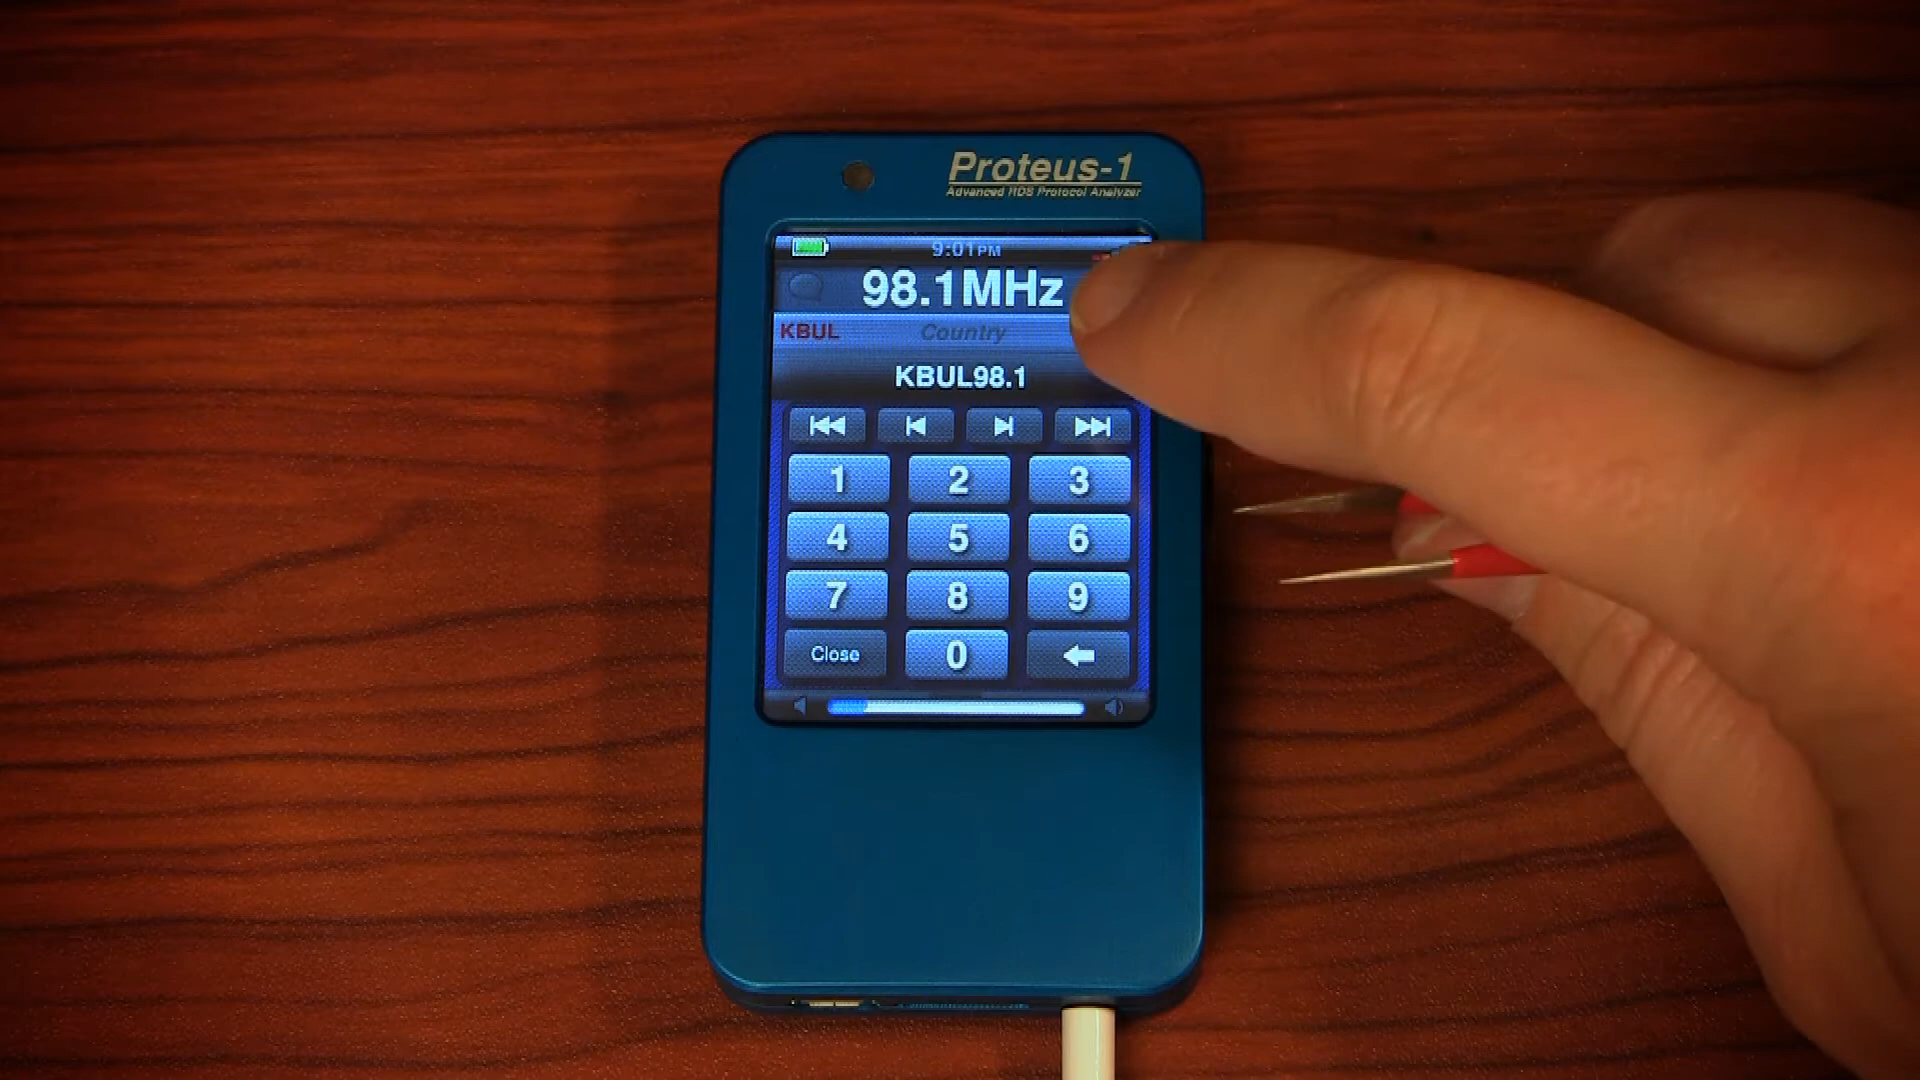 Proteus-1
Advanced RDS Protocol Analyzer
9:01PM
98.1MHz
KBUL Country
KBUL98.1
1 2 3
4 5 6
7 8 9
Close 0